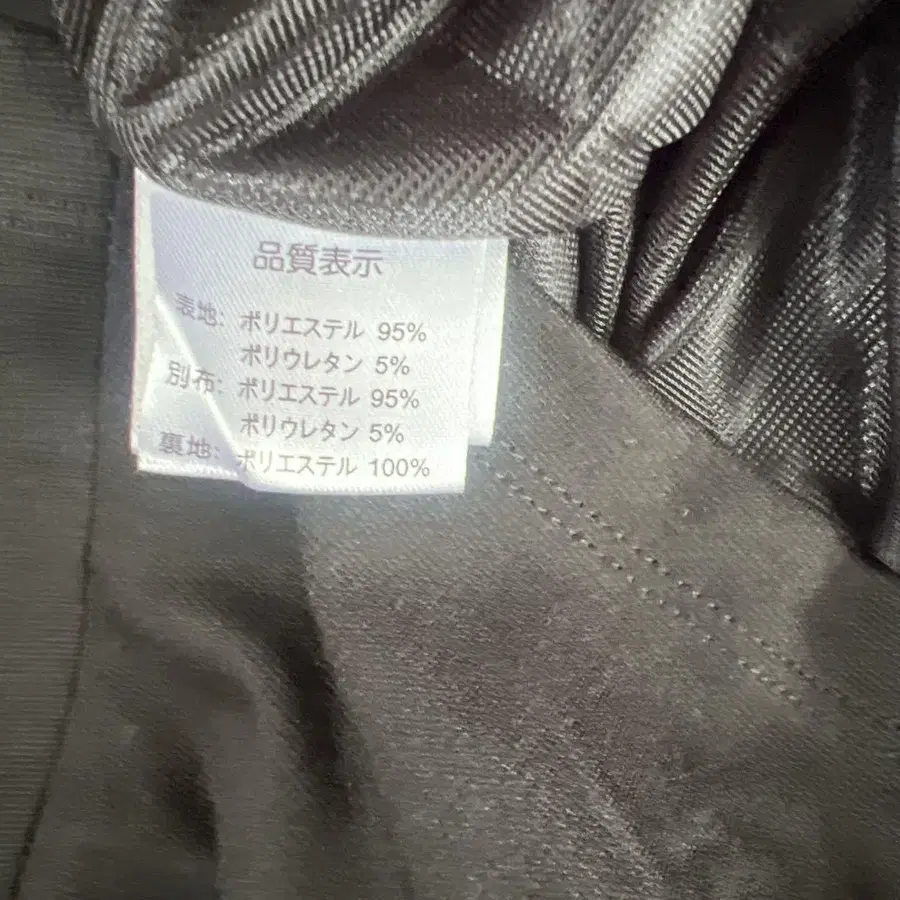 品質表示
表地: ポリエステル 95%
ポリウレタン 5%
別布: ポリエステル 95%
ポリウレタン 5%
裏地: ポリエステル 100%